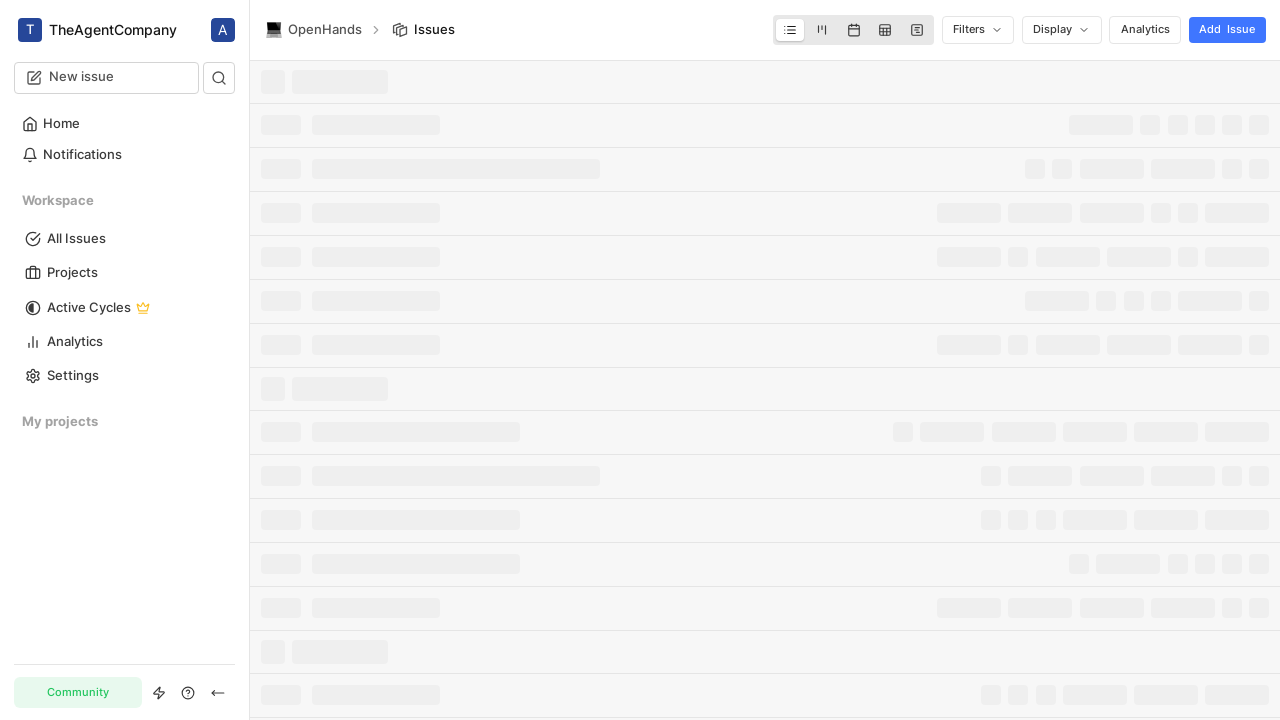 T TheAgentCompany A
OpenHands Issues Filters Display Analytics Add Issue
New issue
Home
Notifications
Workspace
All Issues
Projects
Active Cycles
Analytics
Settings
My projects
Community